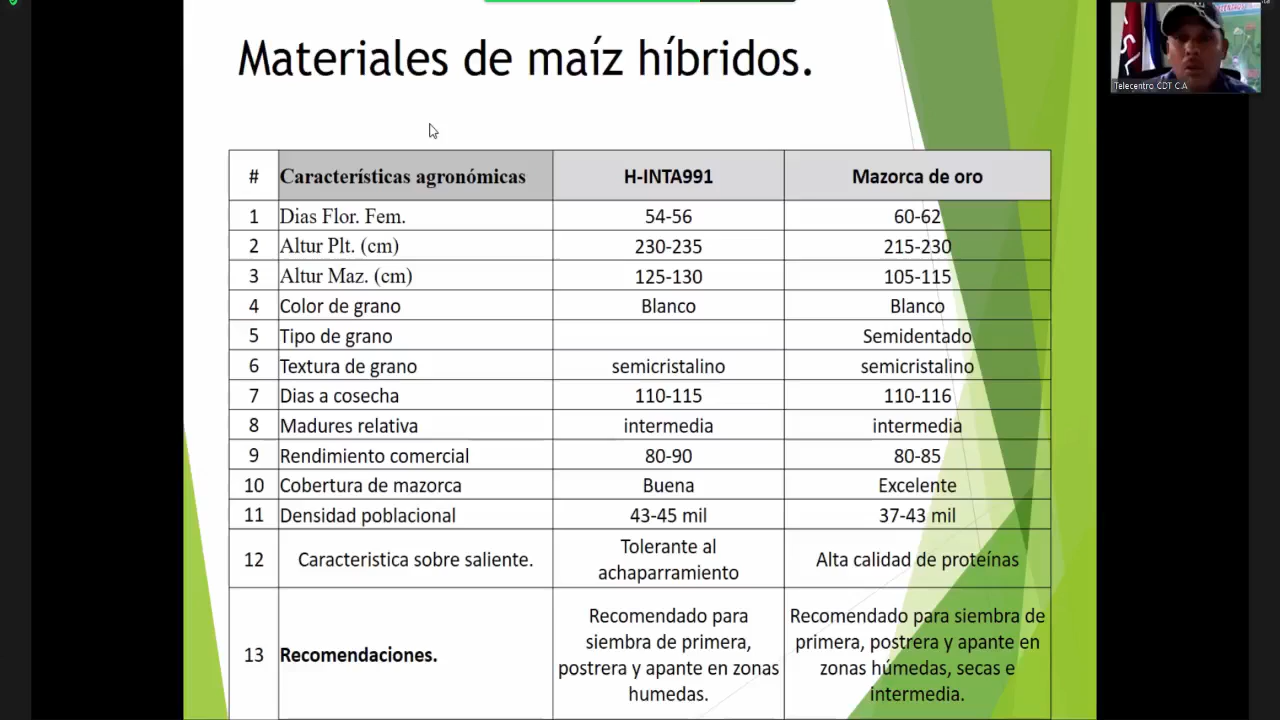 Materiales de maíz híbridos.
Telecentro CDT C.A
# Características agronómicas H-INTA991 Mazorca de oro
1 Dias Flor. Fem. 54-56 60-62
2 Altur Plt. (cm) 230-235 215-230
3 Altur Maz. (cm) 125-130 105-115
4 Color de grano Blanco Blanco
5 Tipo de grano Semidentado
6 Textura de grano semicristalino semicristalino
7 Dias a cosecha 110-115 110-116
8 Madures relativa intermedia intermedia
9 Rendimiento comercial 80-90 80-85
10 Cobertura de mazorca Buena Excelente
11 Densidad poblacional 43-45 mil 37-43 mil
12 Caracteristica sobre saliente.
Tolerante al
achaparramiento
Alta calidad de proteínas
13 Recomendaciones.
Recomendado para
siembra de primera,
postrera y apante en zonas
humedas.
Recomendado para siembra de
primera, postrera y apante en
zonas húmedas, secas e
intermedia.